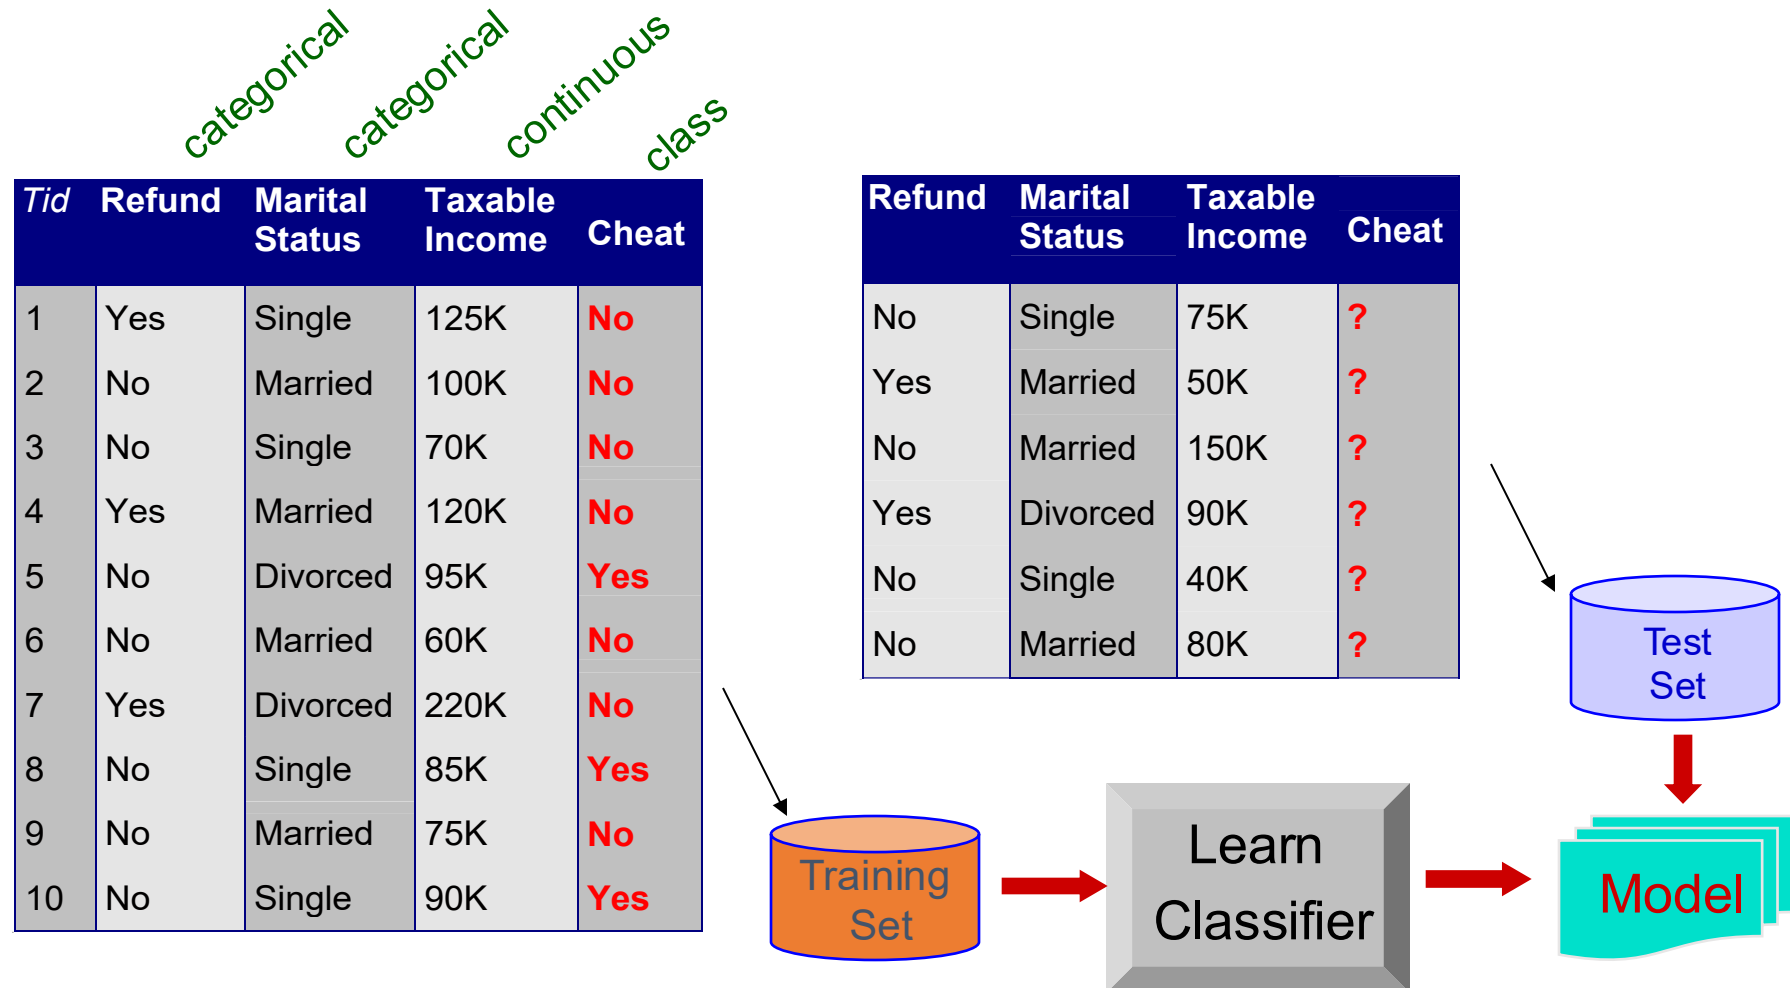 categorical
categorical
continuous
class
Tid Refund Marital Status Taxable Income Cheat
1 Yes Single 125K No
2 No Married 100K No
3 No Single 70K No
4 Yes Married 120K No
5 No Divorced 95K Yes
6 No Married 60K No
7 Yes Divorced 220K No
8 No Single 85K Yes
9 No Married 75K No
10 No Single 90K Yes
Refund Marital Status Taxable Income Cheat
No Single 75K ?
Yes Married 50K ?
No Married 150K ?
Yes Divorced 90K ?
No Single 40K ?
No Married 80K ?
Test
Set
Training
Set
Learn
Classifier
Model